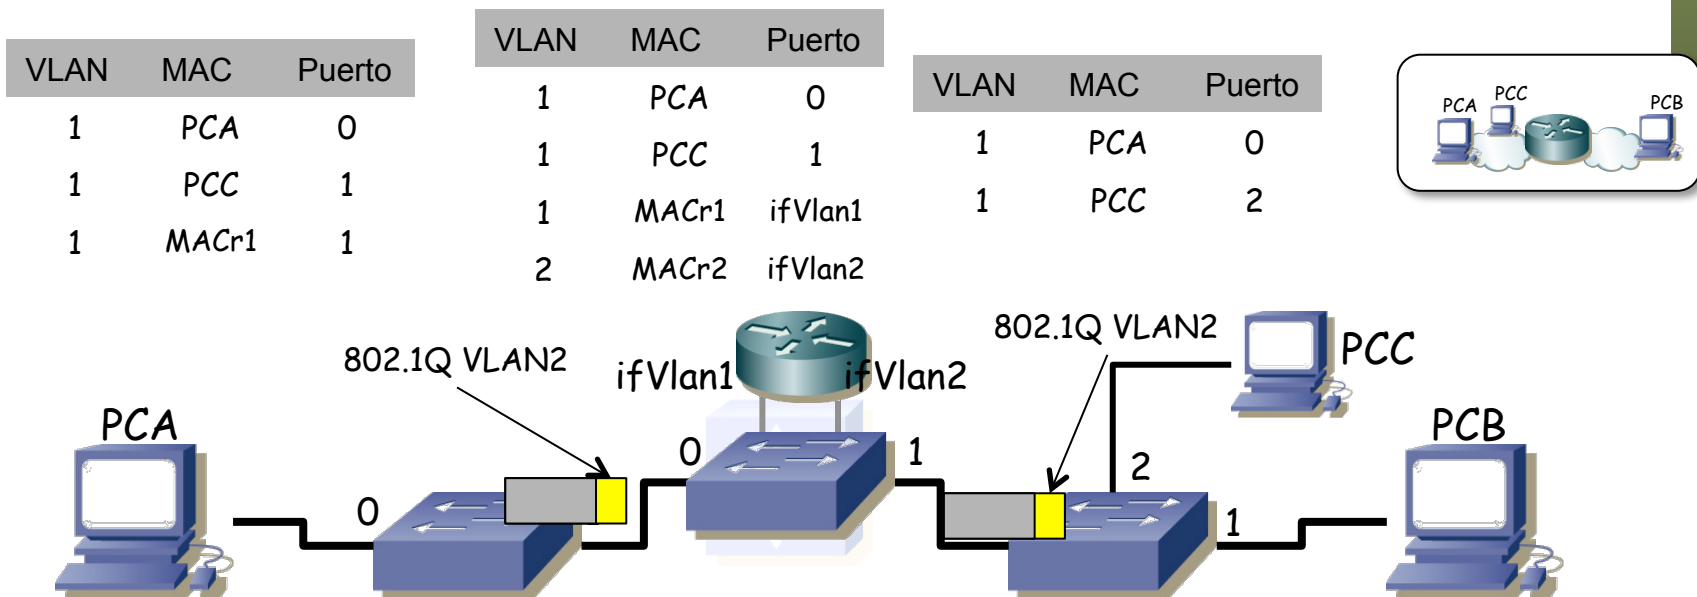 VLAN MAC Puerto
1 PCA 0
1 PCC 1
1 MACr1 1
VLAN MAC Puerto
1 PCA 0
1 PCC 1
1 MACr1 ifVlan1
2 MACr2 ifVlan2
VLAN MAC Puerto
1 PCA 0
1 PCC 2
PCA PCC PCB
802.1Q VLAN2
ifVlan1 ifVlan2
802.1Q VLAN2
PCC
PCA
PCB
0
0
1
2
1